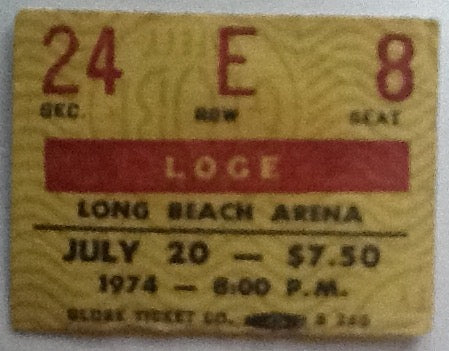 24 E 8
SEC. ROW SEAT
LOGE
LONG BEACH ARENA
JULY 20 — $7.50
1974 — 8:00 P.M.
GLOBE TICKET CO.